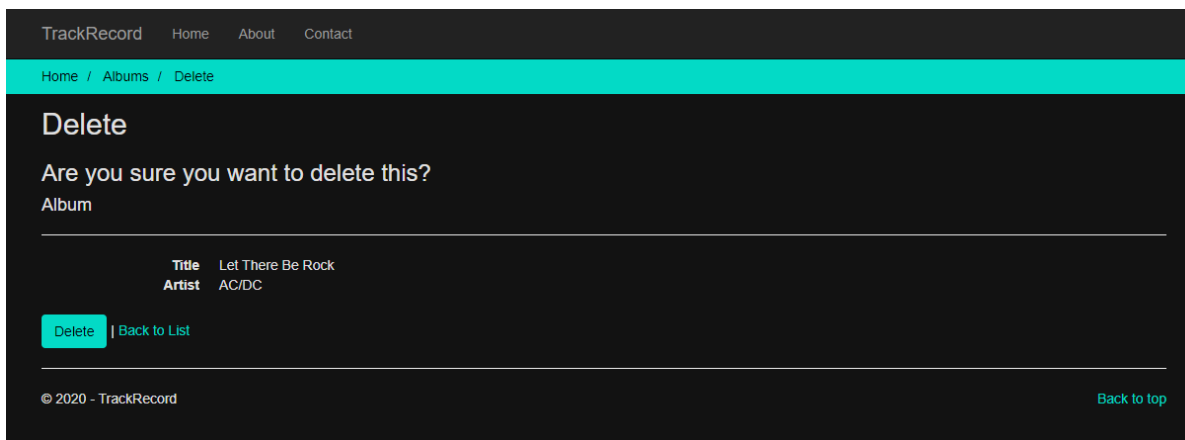 TrackRecord Home About Contact
Home / Albums / Delete
Delete
Are you sure you want to delete this?
Album
Title Let There Be Rock
Artist AC/DC
Delete | Back to List
© 2020 - TrackRecord Back to top